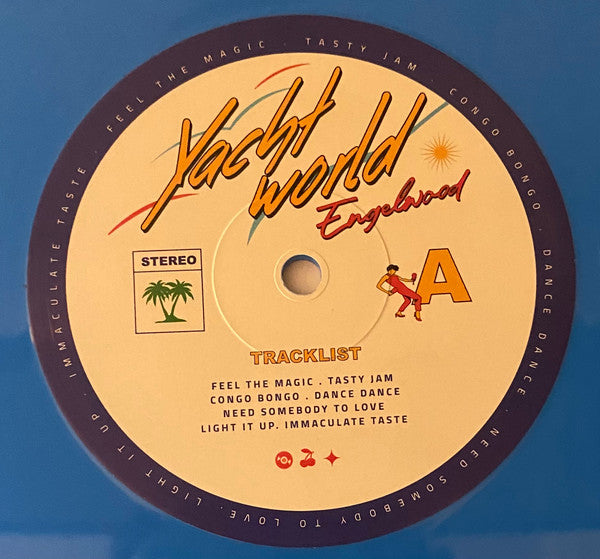 FEEL THE MAGIC . TASTY JAM . CONGO BONGO . DANCE DANCE . NEED SOMEBODY TO LOVE . LIGHT IT UP . IMMACULATE TASTE .
Yacht
world
Engelwood
STEREO
A
TRACKLIST
FEEL THE MAGIC . TASTY JAM
CONGO BONGO . DANCE DANCE
NEED SOMEBODY TO LOVE
LIGHT IT UP. IMMACULATE TASTE